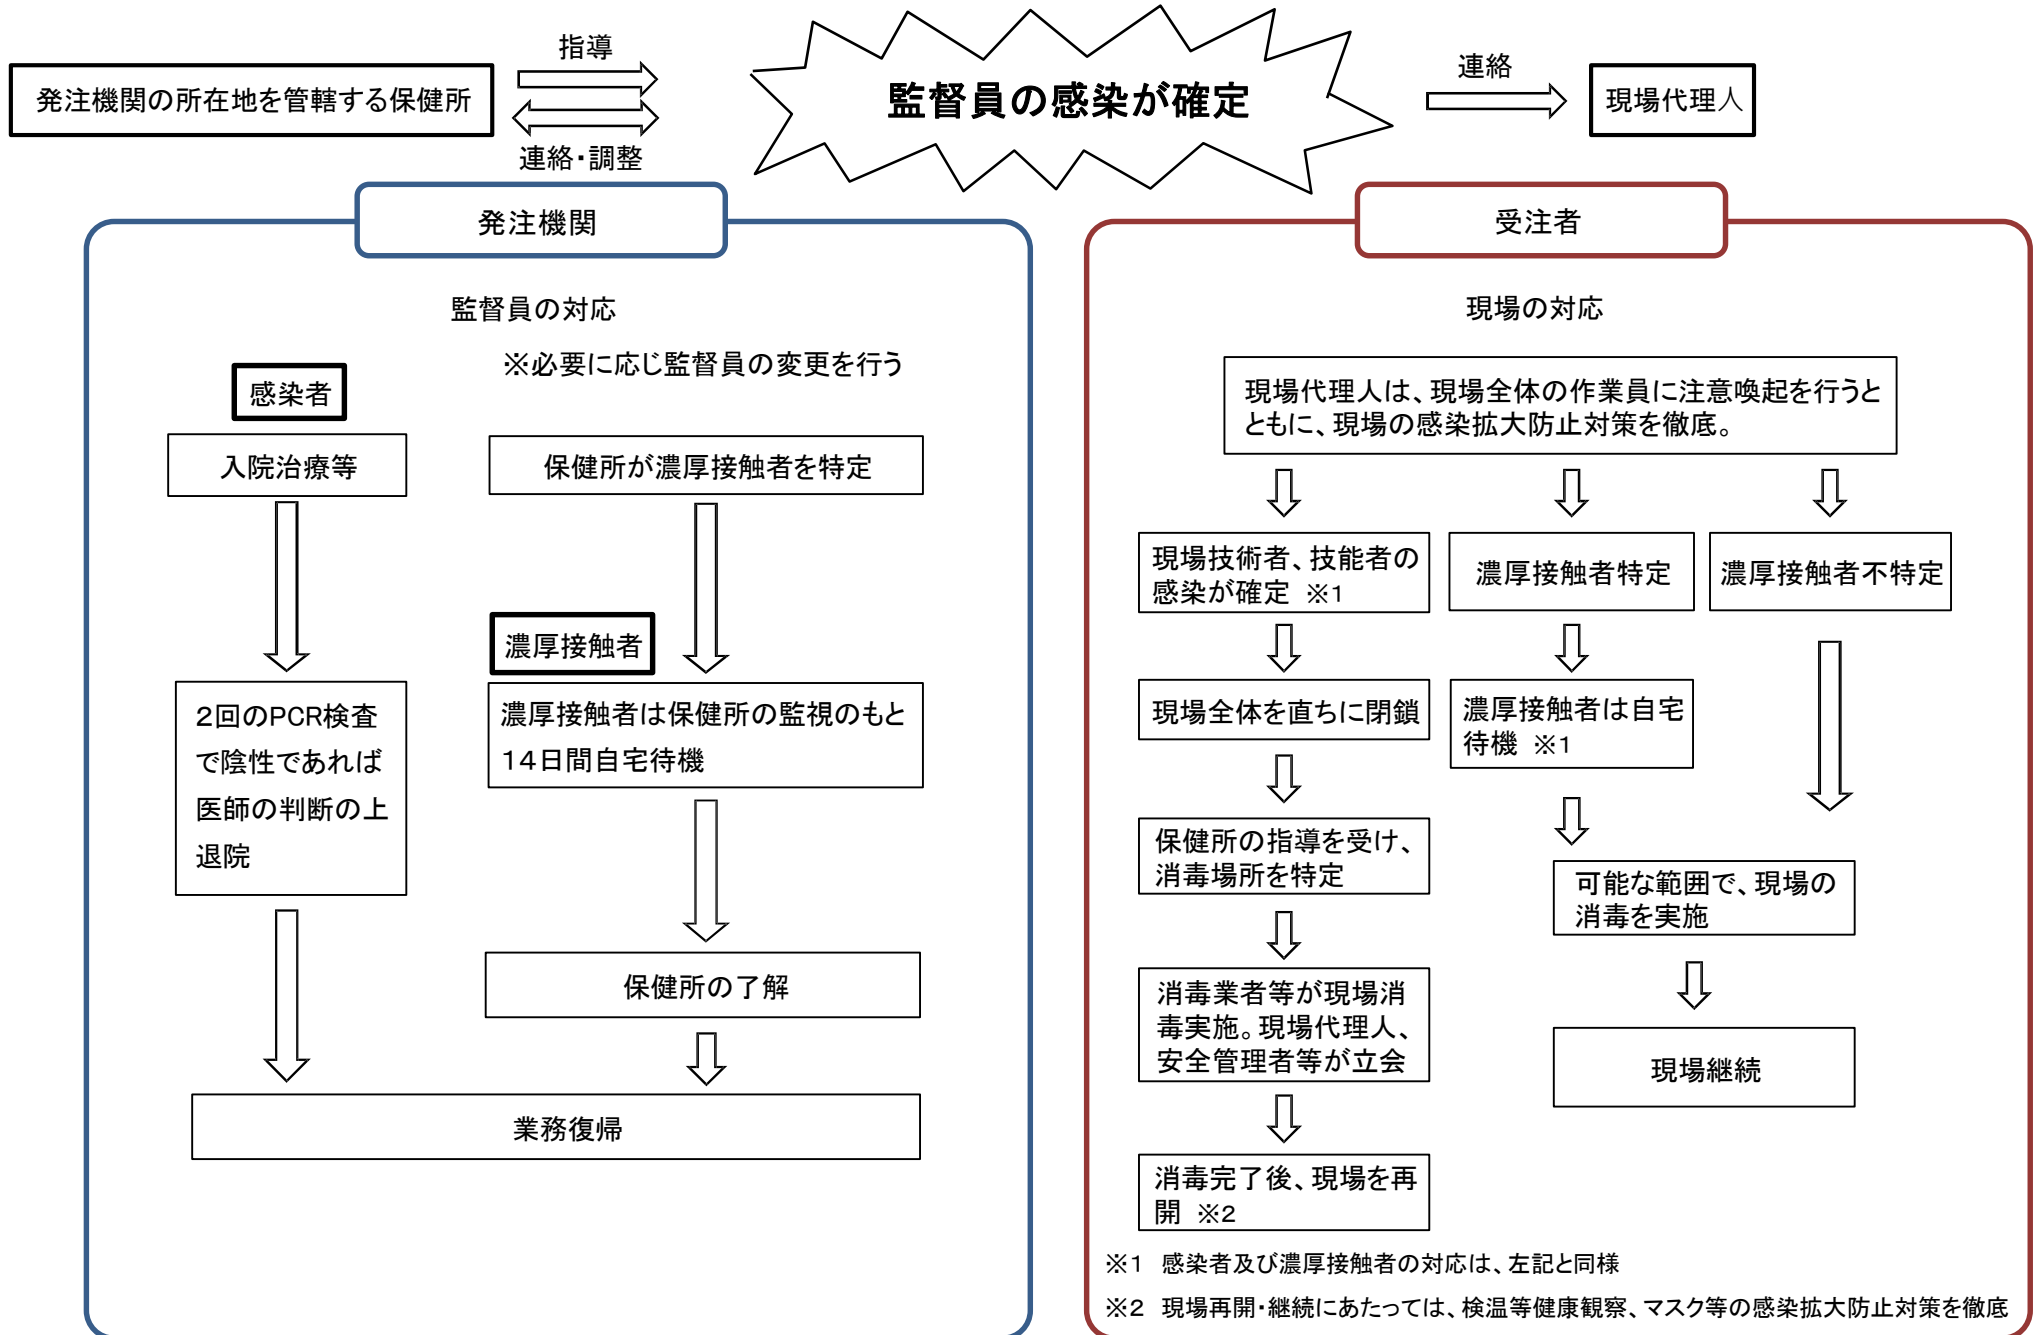 指導
発注機関の所在地を管轄する保健所
連絡・調整
監督員の感染が確定
連絡
現場代理人
発注機関
監督員の対応
※必要に応じ監督員の変更を行う
感染者
入院治療等
2回のPCR検査
で陰性であれば
医師の判断の上
退院
保健所が濃厚接触者を特定
濃厚接触者
濃厚接触者は保健所の監視のもと
14日間自宅待機
保健所の了解
業務復帰
受注者
現場の対応
現場代理人は、現場全体の作業員に注意喚起を行うと
ともに、現場の感染拡大防止対策を徹底。
現場技術者、技能者の
感染が確定 ※1
現場全体を直ちに閉鎖
保健所の指導を受け、
消毒場所を特定
消毒業者等が現場消
毒実施。現場代理人、
安全管理者等が立会
消毒完了後、現場を再
開 ※2
濃厚接触者特定
濃厚接触者は自宅
待機 ※1
濃厚接触者不特定
可能な範囲で、現場の
消毒を実施
現場継続
※1 感染者及び濃厚接触者の対応は、左記と同様
※2 現場再開・継続にあたっては、検温等健康観察、マスク等の感染拡大防止対策を徹底